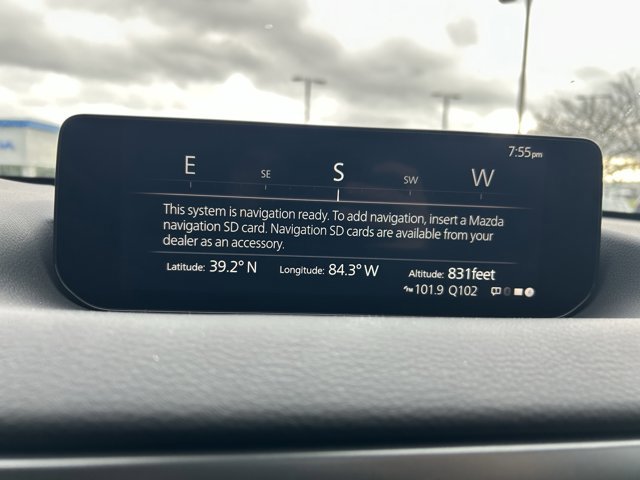 7:55pm
E SE S SW W
This system is navigation ready. To add navigation, insert a Mazda
navigation SD card. Navigation SD cards are available from your
dealer as an accessory.
Latitude: 39.2° N Longitude: 84.3° W Altitude: 831feet
FM 101.9 Q102